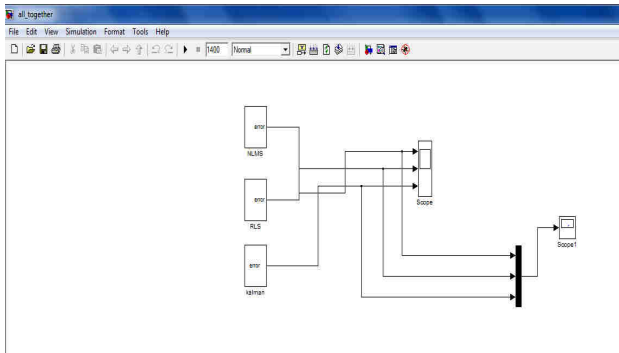 all_together
File Edit View Simulation Format Tools Help
1400 Normal
error
NLMS
error
RLS
error
kalman
Scope
Scope1